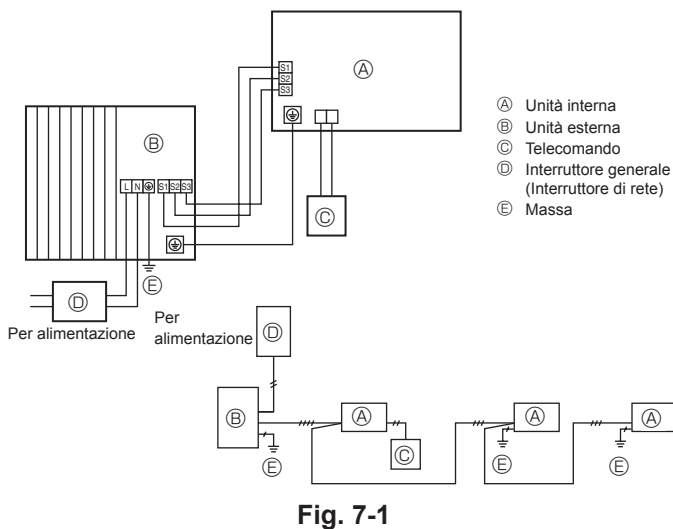 S1
S2
S3
Ⓐ
Ⓑ
L N S1 S2 S3
Ⓒ
Ⓔ
Ⓓ
Per alimentazione
Ⓐ Unità interna
Ⓑ Unità esterna
Ⓒ Telecomando
Ⓓ Interruttore generale
(Interruttore di rete)
Ⓔ Massa
Per
alimentazione
Ⓓ
Ⓑ
Ⓐ
Ⓐ
Ⓐ
Ⓒ
Ⓔ
Ⓔ
Ⓔ
Fig. 7-1